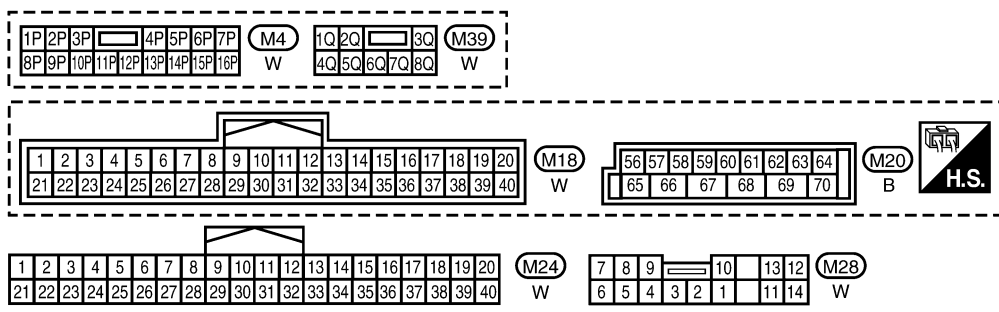 1P 2P 3P 4P 5P 6P 7P M4 1Q 2Q 3Q M39
8P 9P 10P 11P 12P 13P 14P 15P 16P W 4Q 5Q 6Q 7Q 8Q W
1 2 3 4 5 6 7 8 9 10 11 12 13 14 15 16 17 18 19 20 M18 56 57 58 59 60 61 62 63 64 M20
21 22 23 24 25 26 27 28 29 30 31 32 33 34 35 36 37 38 39 40 W 65 66 67 68 69 70 B H.S.
1 2 3 4 5 6 7 8 9 10 11 12 13 14 15 16 17 18 19 20 M24 7 8 9 10 13 12 M28
21 22 23 24 25 26 27 28 29 30 31 32 33 34 35 36 37 38 39 40 W 6 5 4 3 2 1 11 14 W